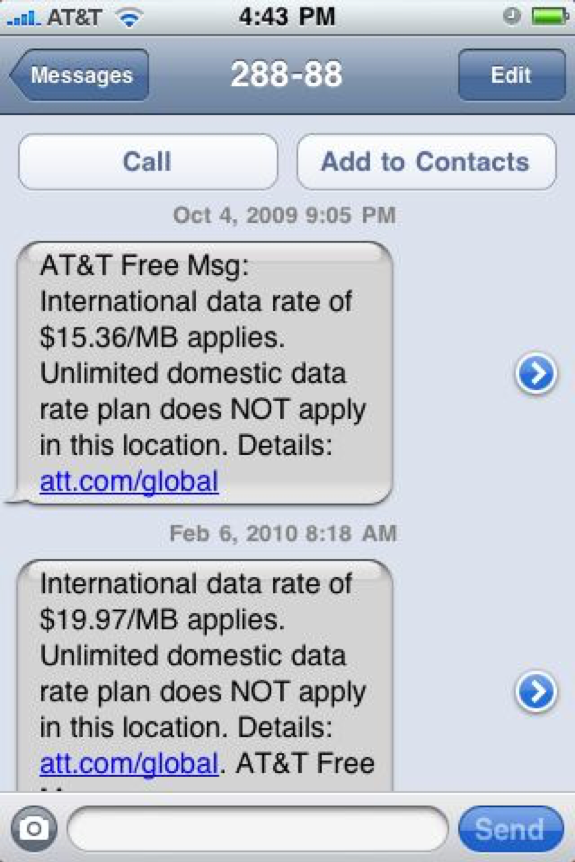 AT&T
4:43 PM
Messages
288-88
Edit
Call
Add to Contacts
Oct 4, 2009 9:05 PM
AT&T Free Msg:
International data rate of
$15.36/MB applies.
Unlimited domestic data
rate plan does NOT apply
in this location. Details:
att.com/global
Feb 6, 2010 8:18 AM
International data rate of
$19.97/MB applies.
Unlimited domestic data
rate plan does NOT apply
in this location. Details:
att.com/global. AT&T Free
Send